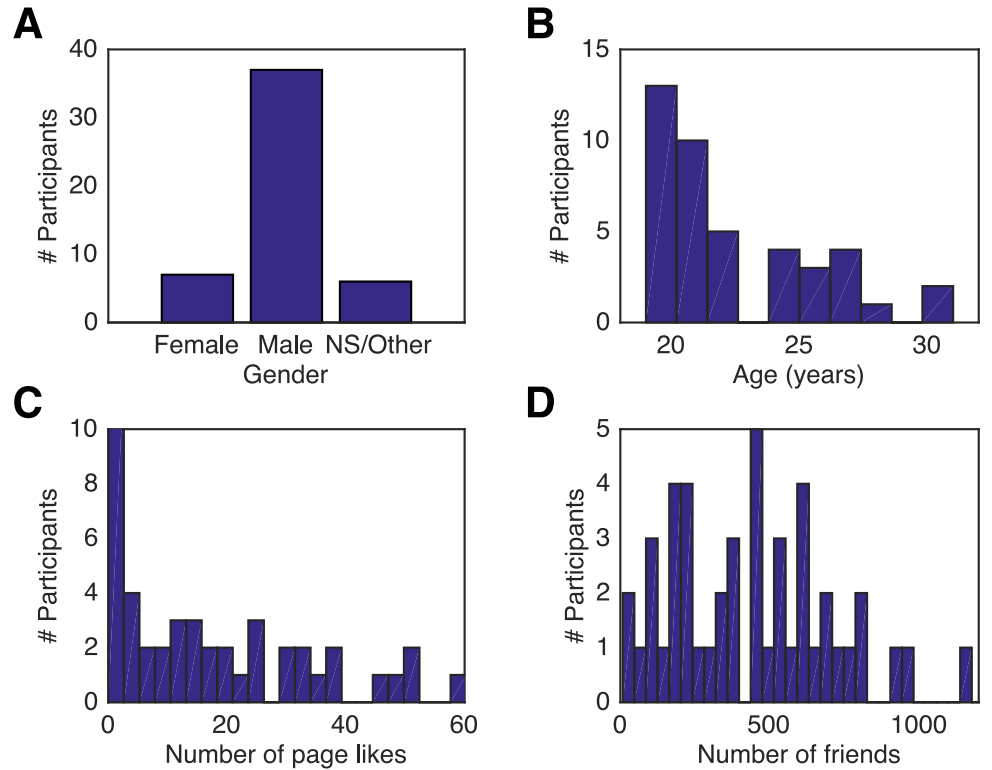 A
# Participants
40
30
20
10
0
Female Male NS/Other
Gender
B
# Participants
15
10
5
0
20 25 30
Age (years)
C
# Participants
10
8
6
4
2
0
0 20 40 60
Number of page likes
D
# Participants
5
4
3
2
1
0
0 500 1000
Number of friends